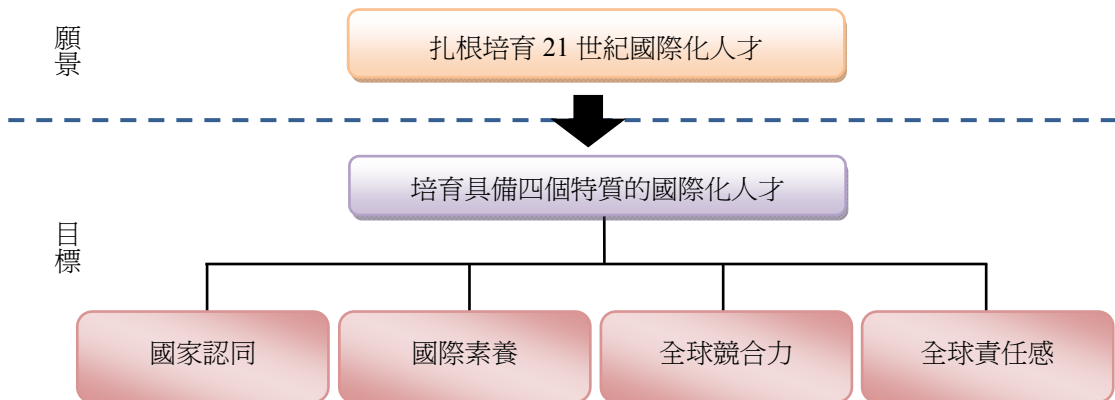 願景
扎根培育 21 世紀國際化人才
培育具備四個特質的國際化人才
目標
國家認同
國際素養
全球競合力
全球責任感